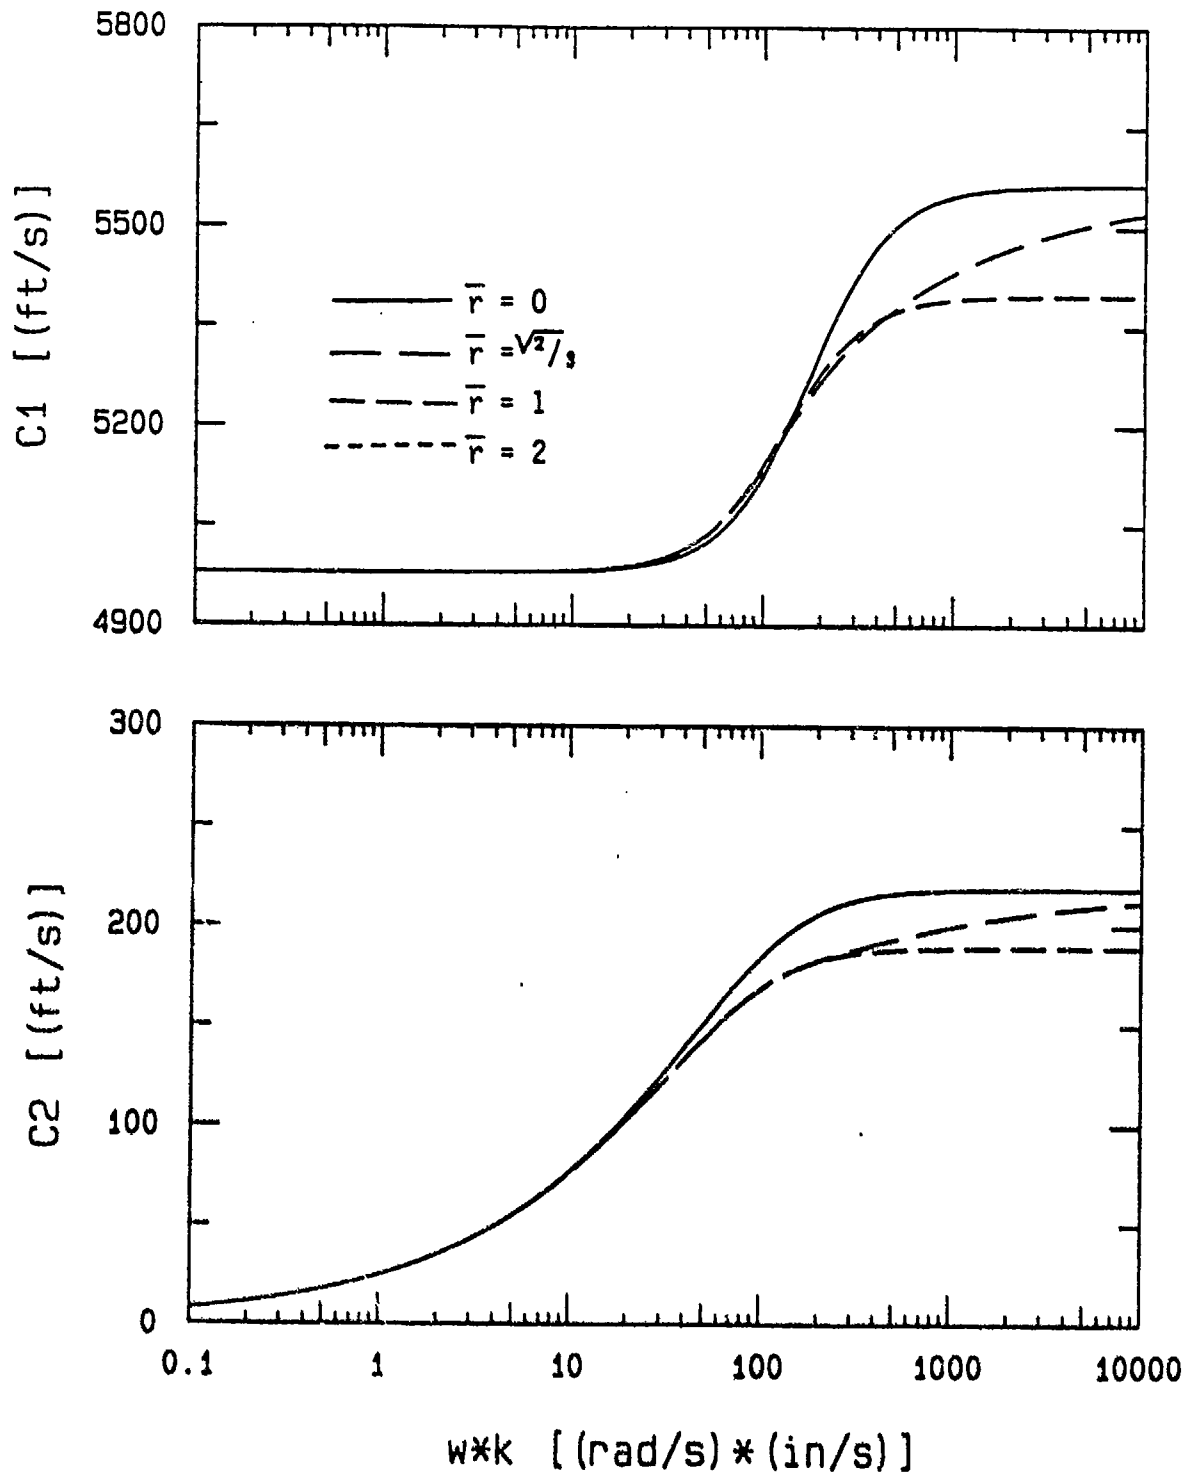 5800
5500
5200
4900
C1 [(ft/s)]
r̅ = 0
r̅ = √2/3
r̅ = 1
r̅ = 2
300
200
100
0
C2 [(ft/s)]
0.1 1 10 100 1000 10000
w*k [(rad/s)*(in/s)]